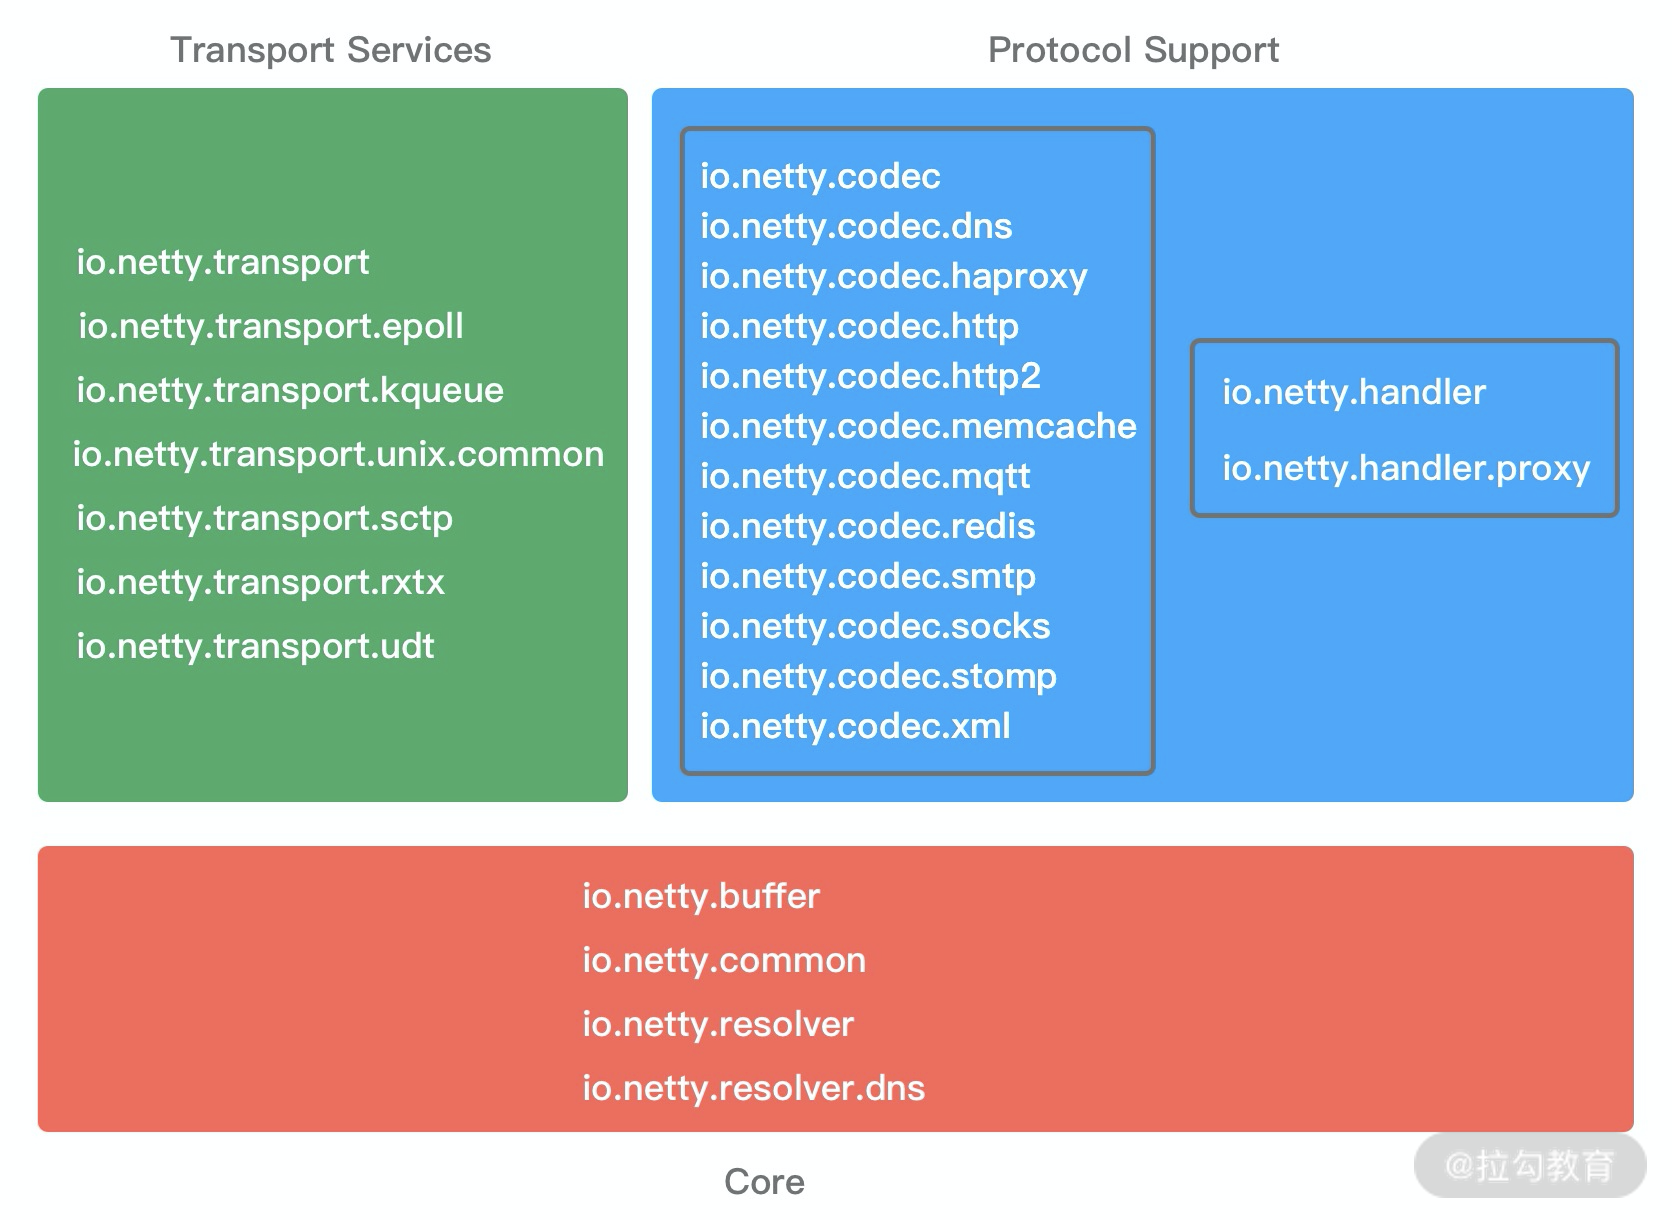 Transport Services
Protocol Support
io.netty.transport
io.netty.transport.epoll
io.netty.transport.kqueue
io.netty.transport.unix.common
io.netty.transport.sctp
io.netty.transport.rxtx
io.netty.transport.udt
io.netty.codec
io.netty.codec.dns
io.netty.codec.haproxy
io.netty.codec.http
io.netty.codec.http2
io.netty.codec.memcache
io.netty.codec.mqtt
io.netty.codec.redis
io.netty.codec.smtp
io.netty.codec.socks
io.netty.codec.stomp
io.netty.codec.xml
io.netty.handler
io.netty.handler.proxy
io.netty.buffer
io.netty.common
io.netty.resolver
io.netty.resolver.dns
Core
@拉勾教育